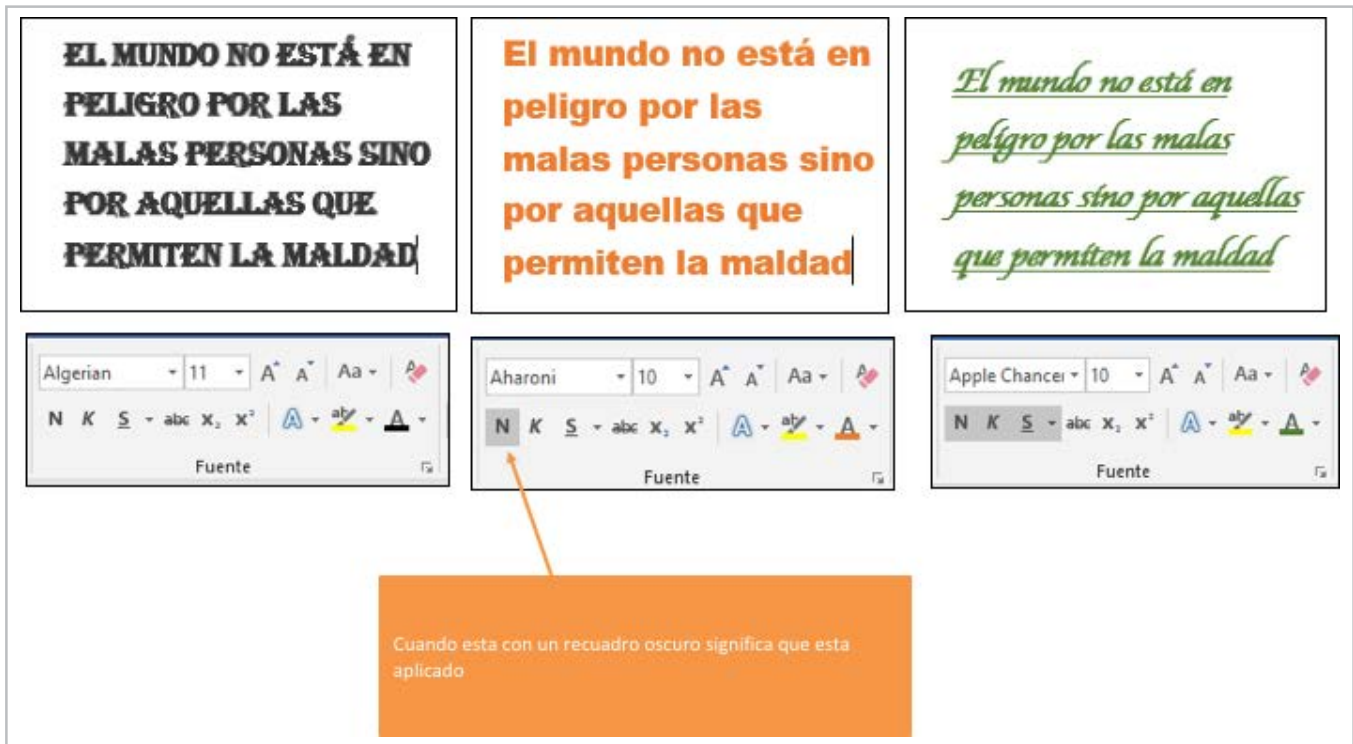 EL MUNDO NO ESTÁ EN
PELIGRO POR LAS
MALAS PERSONAS SINO
POR AQUELLAS QUE
PERMITEN LA MALDAD
El mundo no está en
peligro por las
malas personas sino
por aquellas que
permiten la maldad
El mundo no está en
peligro por las malas
personas sino por aquellas
que permiten la maldad
Algerian 11 A A Aa
N K S abc X₂ X² A ab A
Fuente
Aharoni 10 A A Aa
N K S abc X₂ X² A ab A
Fuente
Apple Chancer 10 A A Aa
N K S abc X₂ X² A ab A
Fuente
Cuando esta con un recuadro oscuro significa que esta
aplicado